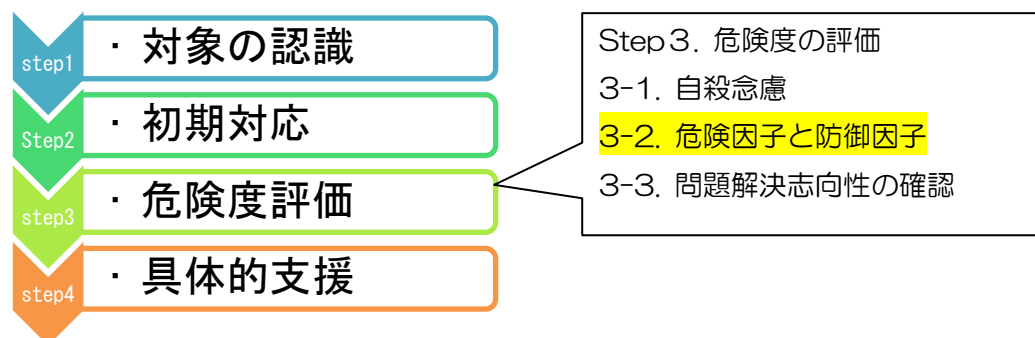 step1
・対象の認識
Step2
・初期対応
step3
・危険度評価
step4
・具体的支援
Step3. 危険度の評価
3-1. 自殺念慮
3-2. 危険因子と防御因子
3-3. 問題解決志向性の確認